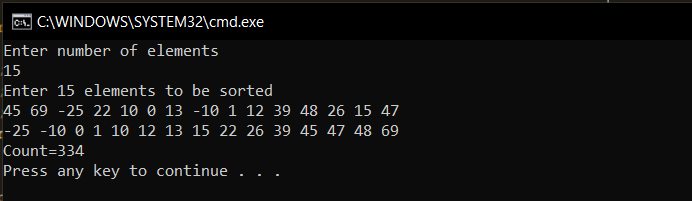 C:\WINDOWS\SYSTEM32\cmd.exe
Enter number of elements
15
Enter 15 elements to be sorted
45 69 -25 22 10 0 13 -10 1 12 39 48 26 15 47
-25 -10 0 1 10 12 13 15 22 26 39 45 47 48 69
Count=334
Press any key to continue . . .